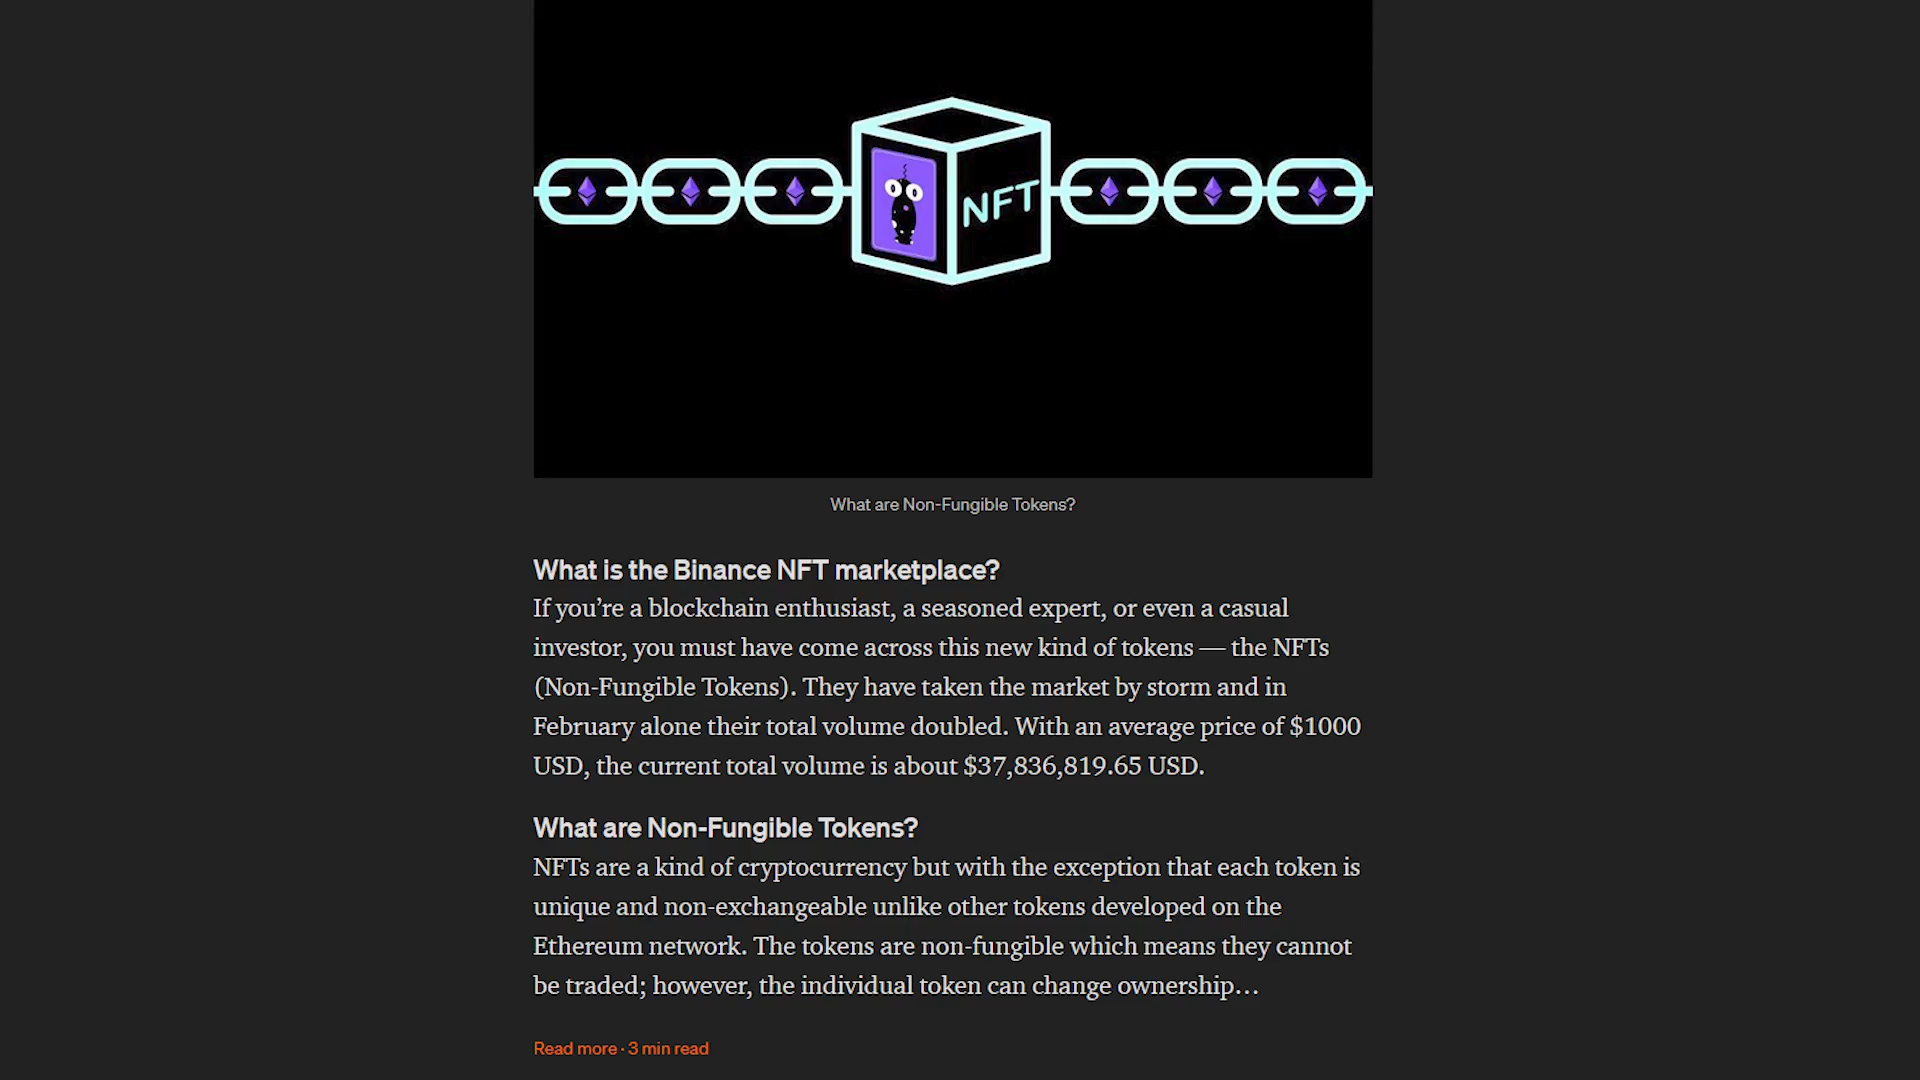 NFT
What are Non-Fungible Tokens?
What is the Binance NFT marketplace?
If you’re a blockchain enthusiast, a seasoned expert, or even a casual
investor, you must have come across this new kind of tokens — the NFTs
(Non-Fungible Tokens). They have taken the market by storm and in
February alone their total volume doubled. With an average price of $1000
USD, the current total volume is about $37,836,819.65 USD.
What are Non-Fungible Tokens?
NFTs are a kind of cryptocurrency but with the exception that each token is
unique and non-exchangeable unlike other tokens developed on the
Ethereum network. The tokens are non-fungible which means they cannot
be traded; however, the individual token can change ownership…
Read more · 3 min read